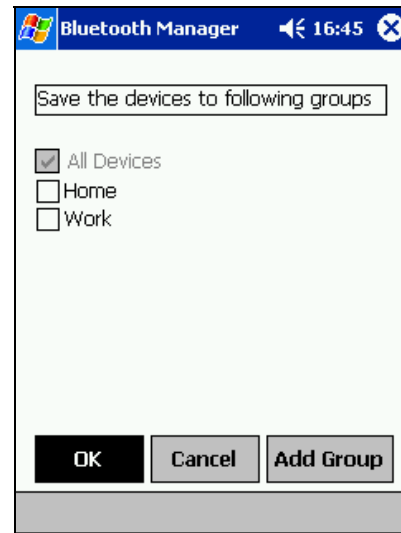 Bluetooth Manager 16:45
Save the devices to following groups
All Devices
Home
Work
OK Cancel Add Group